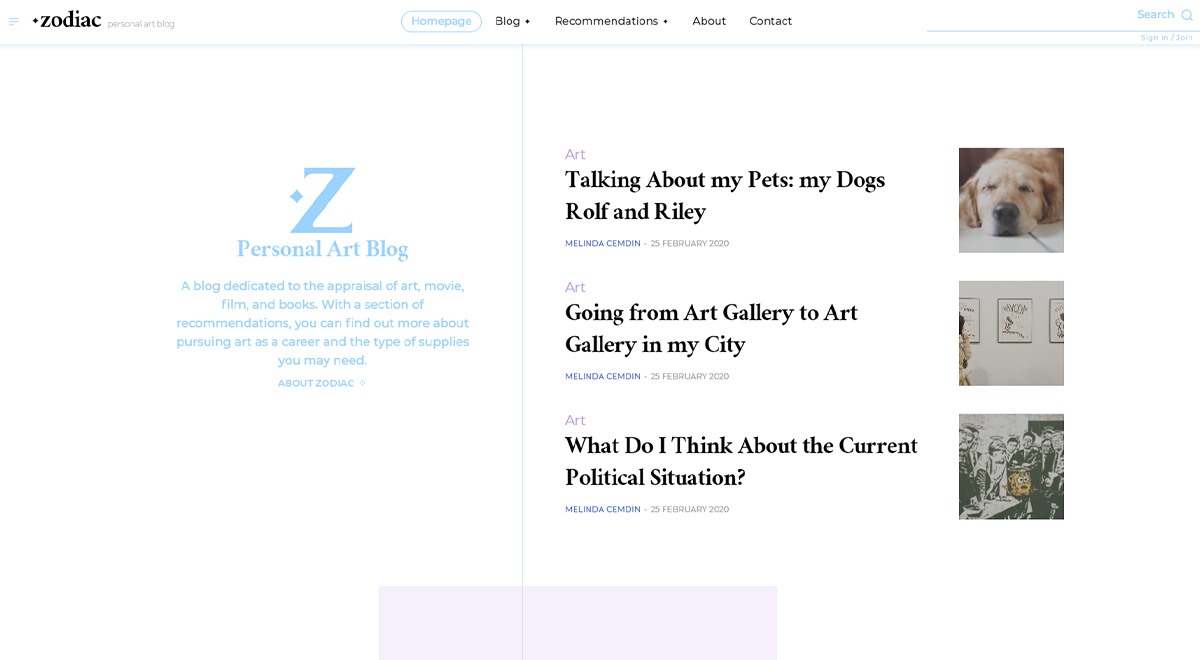 zodiac personal art blog
Homepage Blog Recommendations About Contact
Search
Sign in / Join
Z
Personal Art Blog
A blog dedicated to the appraisal of art, movie,
film, and books. With a section of
recommendations, you can find out more about
pursuing art as a career and the type of supplies
you may need.
ABOUT ZODIAC
Art
Talking About my Pets: my Dogs
Rolf and Riley
MELINDA CEMDIN - 25 FEBRUARY 2020
Art
Going from Art Gallery to Art
Gallery in my City
MELINDA CEMDIN - 25 FEBRUARY 2020
Art
What Do I Think About the Current
Political Situation?
MELINDA CEMDIN - 25 FEBRUARY 2020